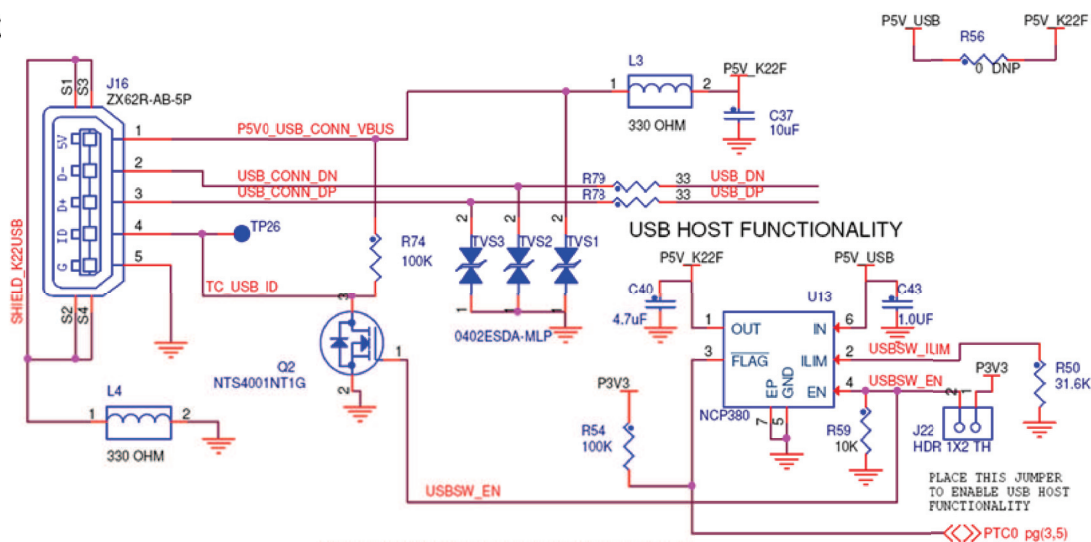 P5V_USB
P5V_K22F
R56
0 DNP
S1
S3
J16
ZX62R-AB-5P
L3
1
2
330 OHM
P5V_K22F
C37
10uF
5V
D-
D+
ID
G
1
2
3
4
5
P5V0_USB_CONN_VBUS
USB_CONN_DN
USB_CONN_DP
R79
R78
33
33
USB_DN
USB_DP
TP26
R74
100K
2
2
2
TVS3
TVS2
TVS1
1
1
1
0402ESDA-MLP
USB HOST FUNCTIONALITY
P5V_K22F
P5V_USB
SHIELD_K22USB
S2
S4
TC_USB_ID
3
1
2
Q2
NTS4001NT1G
C40
4.7uF
U13
C43
1.0UF
1
OUT
IN
6
3
FLAG
ILIM
2
EN
4
EP
GND
7
5
NCP380
USBSW_ILIM
USBSW_EN
P3V3
R50
31.6K
2
1
J22
HDR 1X2 TH
R59
10K
P3V3
R54
100K
L4
1
2
330 OHM
USBSW_EN
PLACE THIS JUMPER
TO ENABLE USB HOST
FUNCTIONALITY
PTC0 pg(3,5)